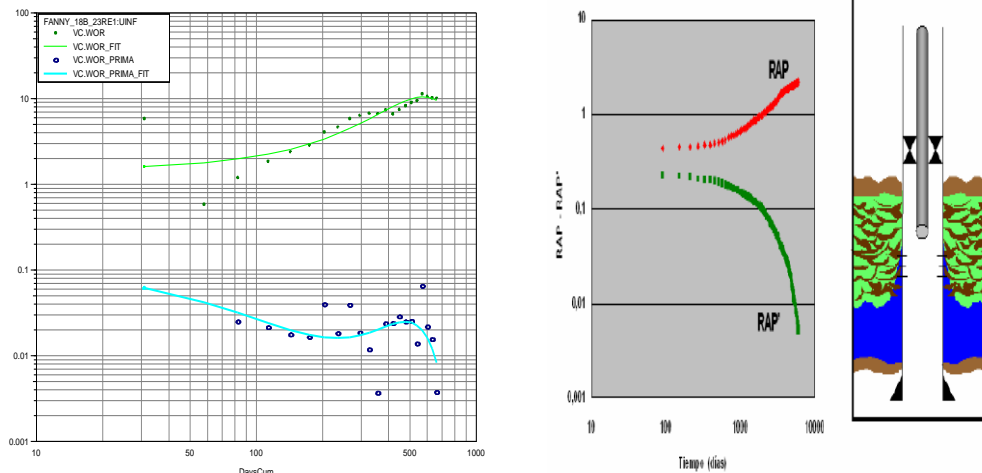 FANNY_18B_23RE1:UINF
VC.WOR
VC.WOR_FIT
VC.WOR_PRIMA
VC.WOR_PRIMA_FIT
100
10
1
0.1
0.01
0.001
10
50
100
500
1000
DaysCum
10
1
0.1
0,01
0,001
RAP - RAP'
RAP
RAP'
10
100
1000
10000
Tiempo (días)